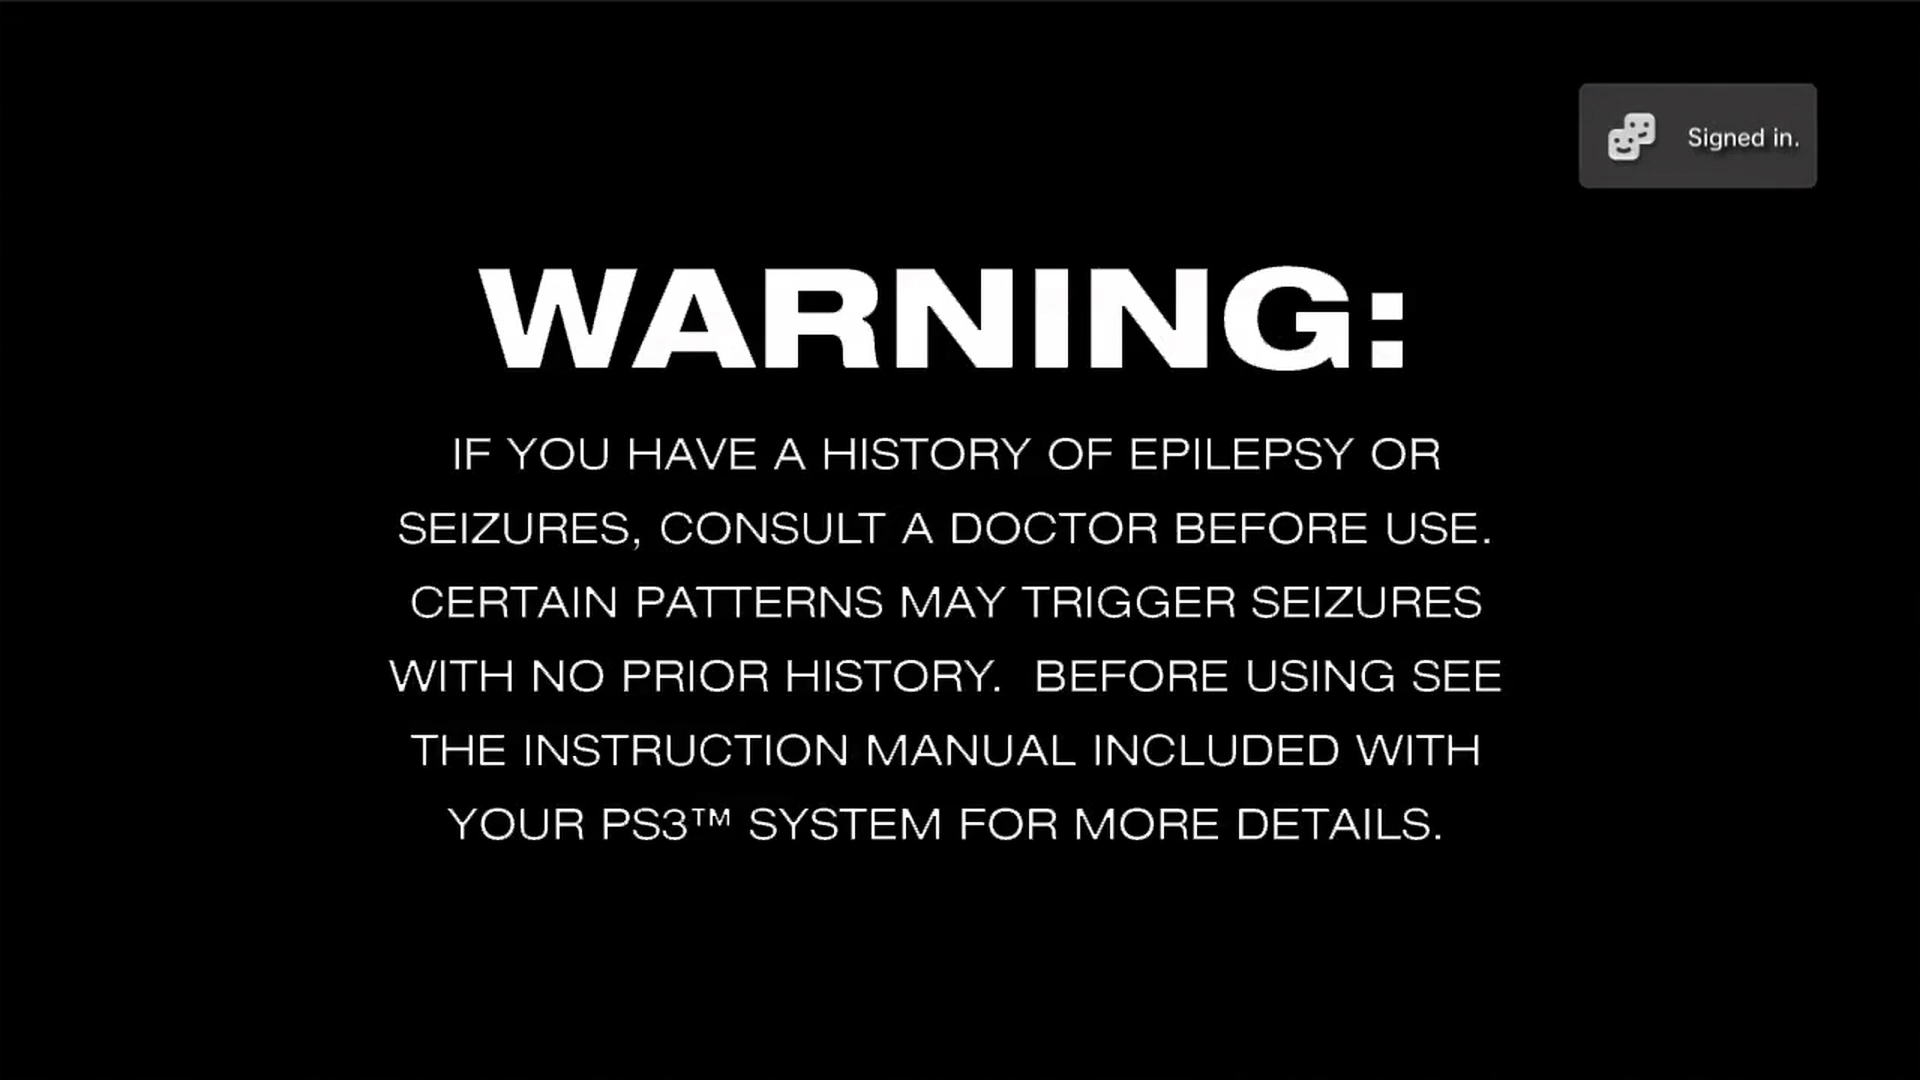 Signed in.
WARNING:
IF YOU HAVE A HISTORY OF EPILEPSY OR
SEIZURES, CONSULT A DOCTOR BEFORE USE.
CERTAIN PATTERNS MAY TRIGGER SEIZURES
WITH NO PRIOR HISTORY.  BEFORE USING SEE
THE INSTRUCTION MANUAL INCLUDED WITH
YOUR PS3™ SYSTEM FOR MORE DETAILS.